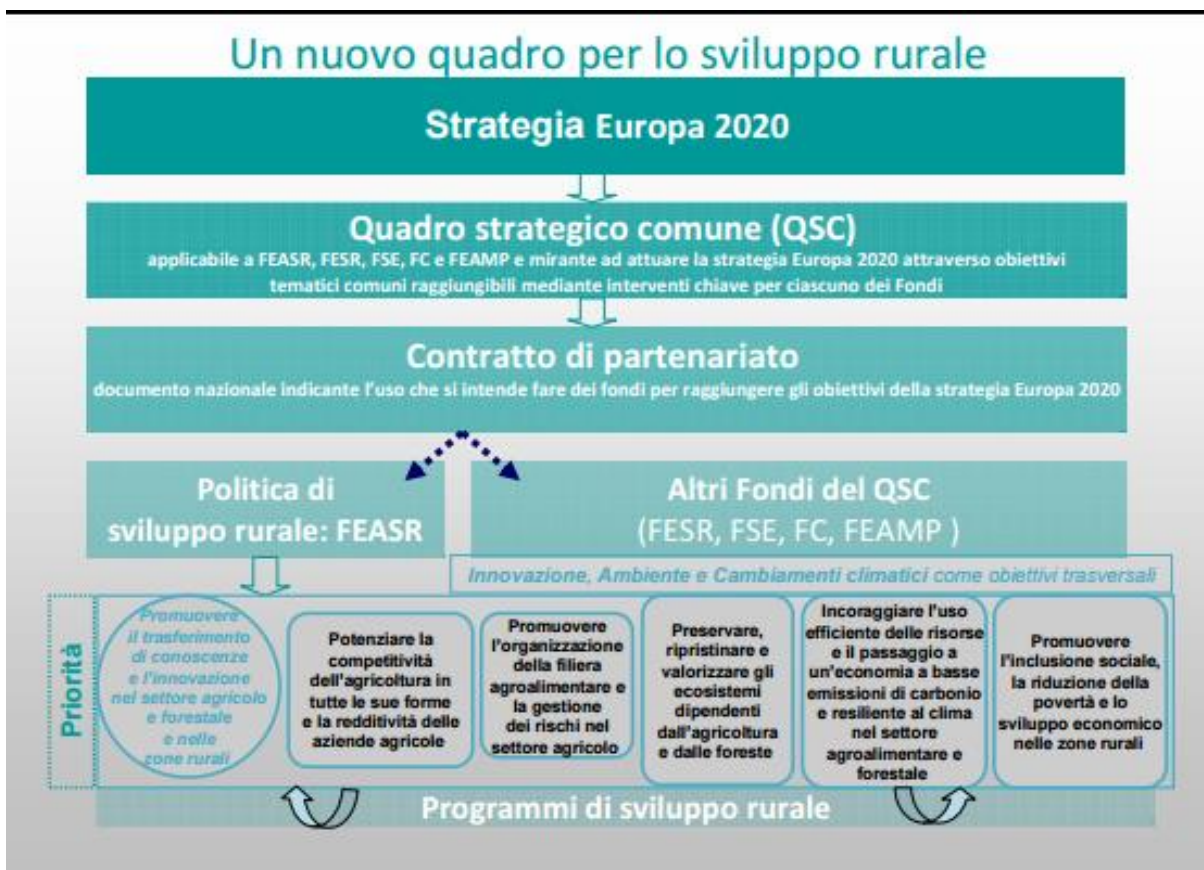 Un nuovo quadro per lo sviluppo rurale
Strategia Europa 2020
Quadro strategico comune (QSC)
applicabile a FEASR, FESR, FSE, FC e FEAMP e mirante ad attuare la strategia Europa 2020 attraverso obiettivi
tematici comuni raggiungibili mediante interventi chiave per ciascuno dei Fondi
Contratto di partenariato
documento nazionale indicante l'uso che si intende fare dei fondi per raggiungere gli obiettivi della strategia Europa 2020
Politica di
sviluppo rurale: FEASR
Altri Fondi del QSC
(FESR, FSE, FC, FEAMP )
Innovazione, Ambiente e Cambiamenti climatici come obiettivi trasversali
Priorità
Promuovere
il trasferimento
di conoscenze
e l'innovazione
nel settore agricolo
e forestale
e nelle
zone rurali
Potenziare la
competitività
dell'agricoltura in
tutte le sue forme
e la redditività delle
aziende agricole
Promuovere
l'organizzazione
della filiera
agroalimentare e
la gestione
dei rischi nel
settore agricolo
Preservare,
ripristinare e
valorizzare gli
ecosistemi
dipendenti
dall'agricoltura
e dalle foreste
Incoraggiare l'uso
efficiente delle risorse
e il passaggio a
un'economia a basse
emissioni di carbonio
e resiliente al clima
nel settore
agroalimentare e
forestale
Promuovere
l'inclusione sociale,
la riduzione della
povertà e lo
sviluppo economico
nelle zone rurali
Programmi di sviluppo rurale